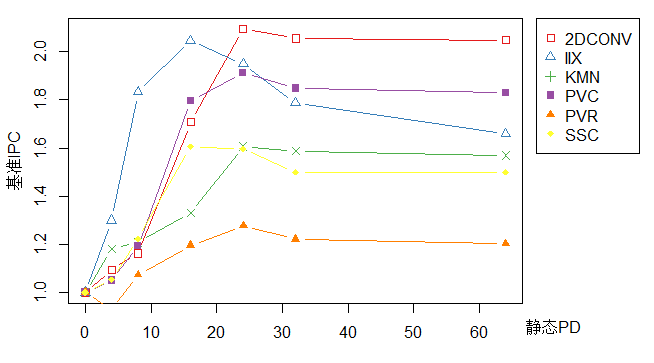 2.0
1.8
1.6
1.4
1.2
1.0
基准IPC
0 10 20 30 40 50 60
静态PD
2DCONV
IIX
KMN
PVC
PVR
SSC